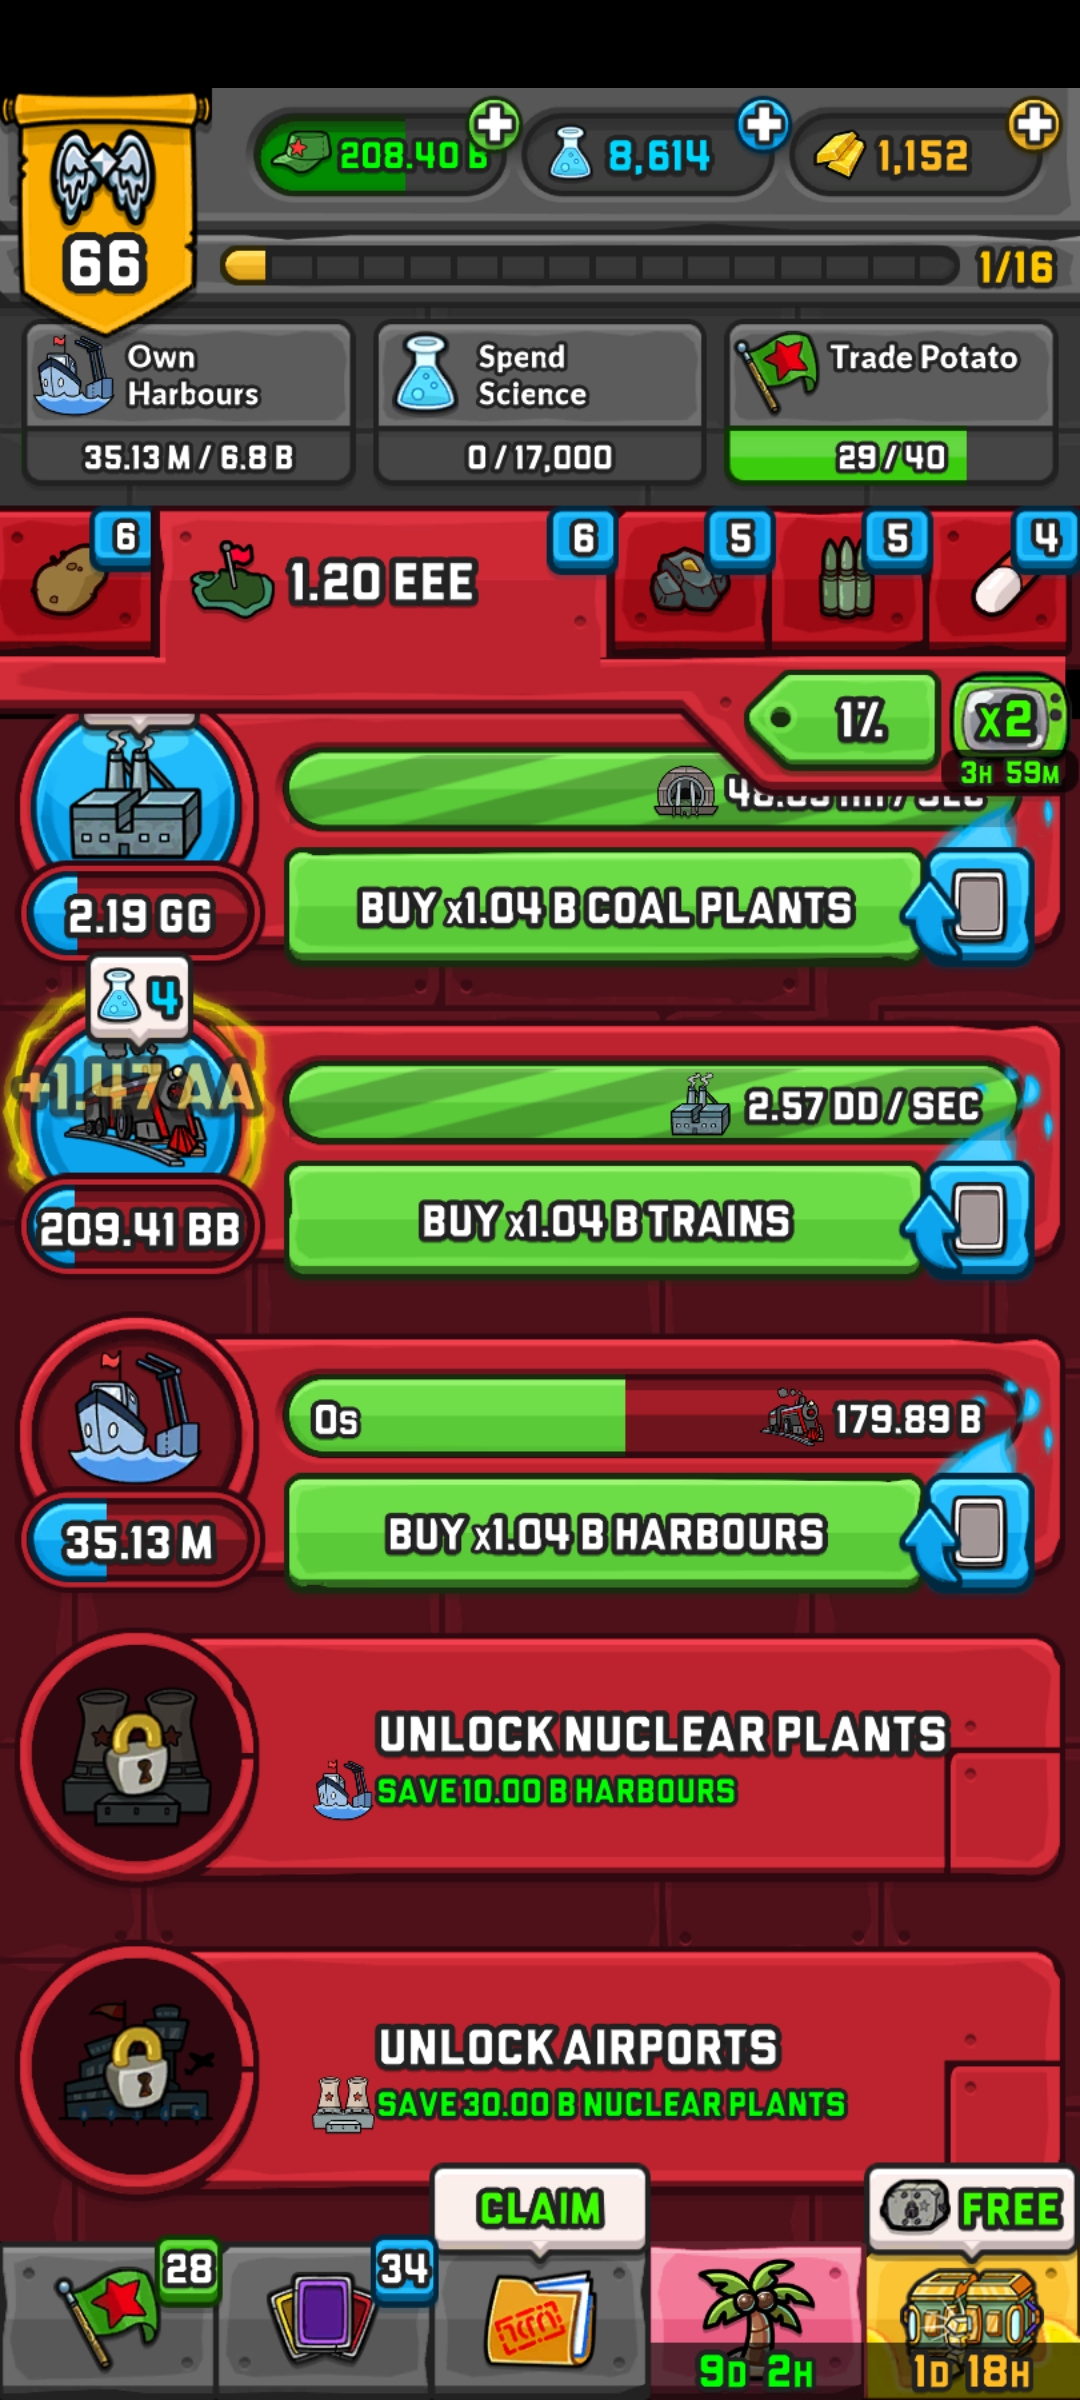 208.40 B
8,614
1,152
66
1/16
Own
Harbours
35.13 M / 6.8 B
Spend
Science
0 / 17,000
Trade Potato
29 / 40
6
1.20 EEE
6
5
5
4
1%
x2
3H 59M
2.19 GG
BUY x1.04 B COAL PLANTS
4
+1.47 AA
2.57 DD / SEC
209.41 BB
BUY x1.04 B TRAINS
0s
179.89 B
35.13 M
BUY x1.04 B HARBOURS
UNLOCK NUCLEAR PLANTS
SAVE 10.00 B HARBOURS
UNLOCK AIRPORTS
SAVE 30.00 B NUCLEAR PLANTS
CLAIM
FREE
28
34
9D 2H
1D 18H